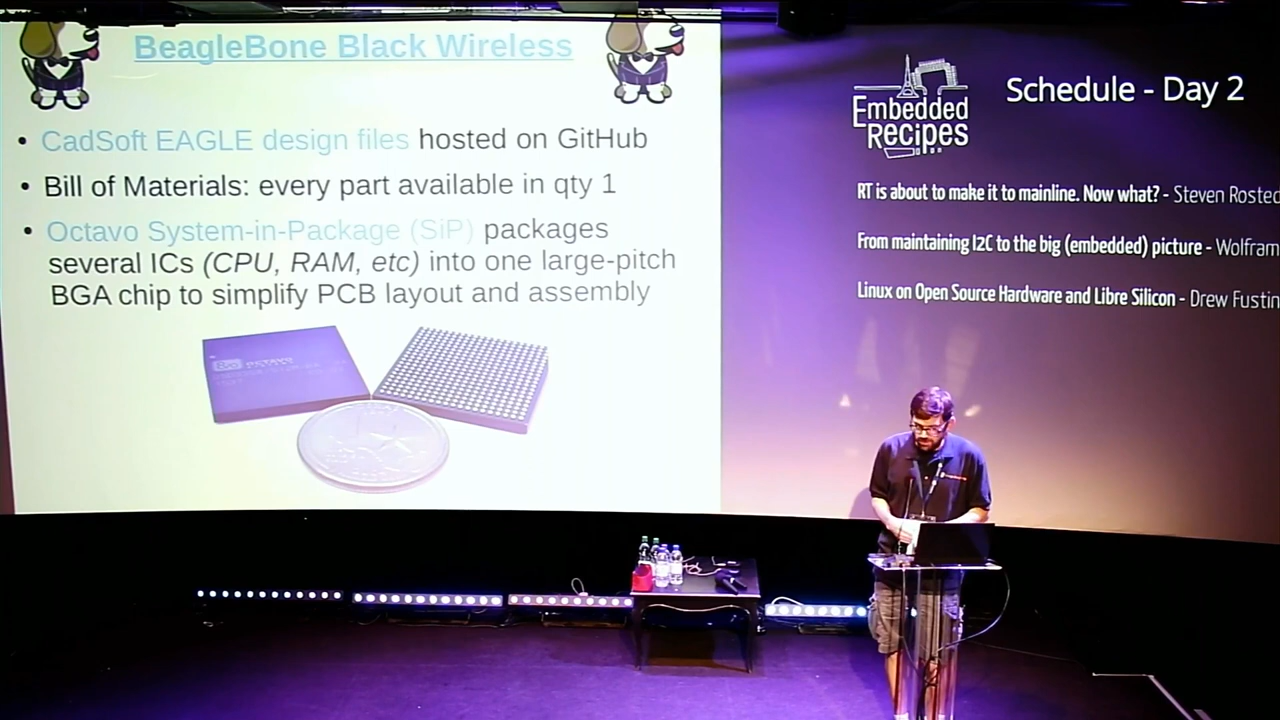 BeagleBone Black Wireless
• CadSoft EAGLE design files hosted on GitHub
• Bill of Materials: every part available in qty 1
• Octavo System-in-Package (SiP) packages
several ICs (CPU, RAM, etc) into one large-pitch
BGA chip to simplify PCB layout and assembly
OCTAVO
Embedded
Recipes
Schedule - Day 2
RT is about to make it to mainline. Now what? - Steven Rosted
From maintaining I2C to the big (embedded) picture - Wolfram
Linux on Open Source Hardware and Libre Silicon - Drew Fustin